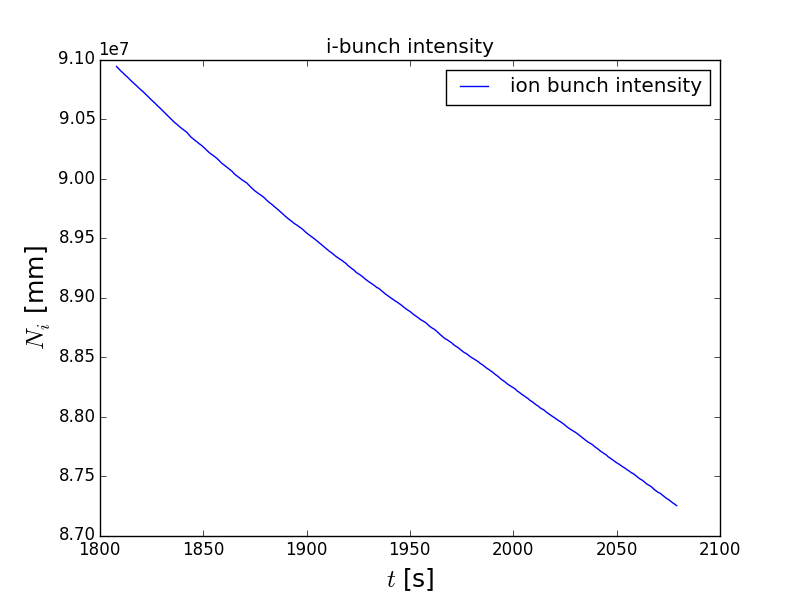 i-bunch intensity
1e7
ion bunch intensity
9.10
9.05
9.00
8.95
8.90
8.85
8.80
8.75
8.70
N_i [mm]
1800 1850 1900 1950 2000 2050 2100
t [s]